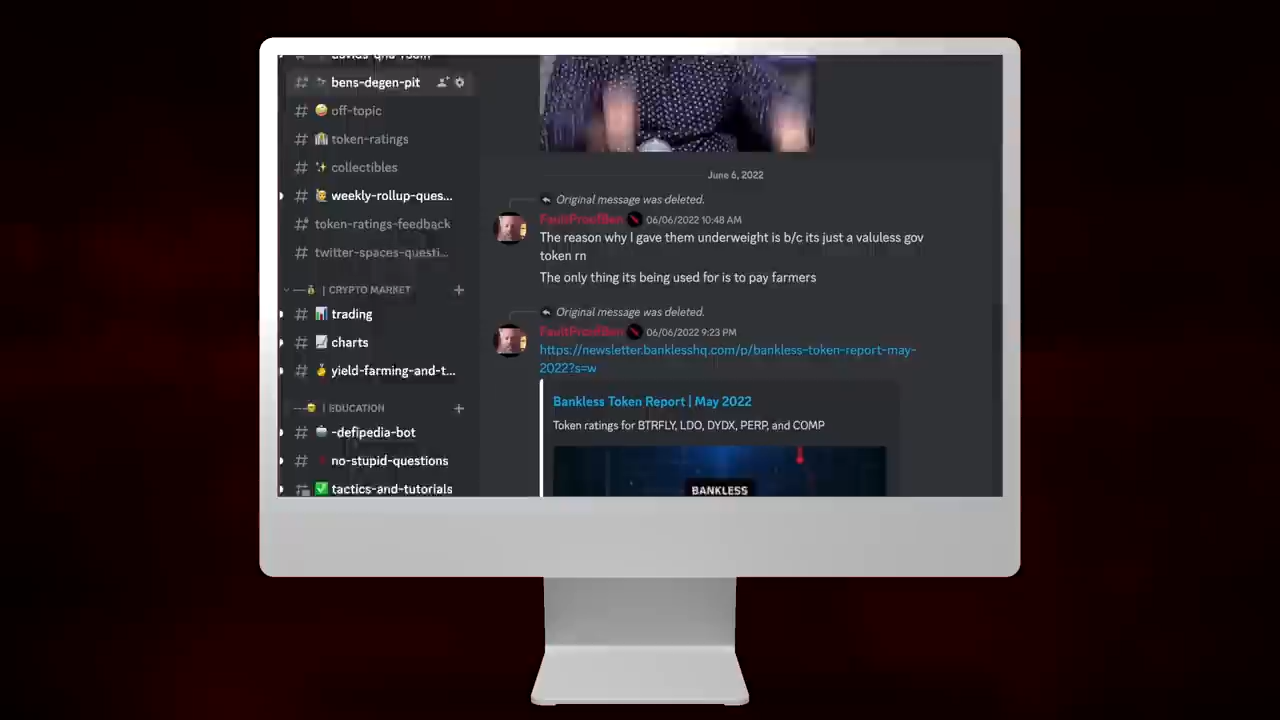 bens-degen-pit
off-topic
token-ratings
collectibles
weekly-rollup-ques...
token-ratings-feedback
twitter-spaces-questi...
| CRYPTO MARKET
trading
charts
yield-farming-and-t...
| EDUCATION
-defipedia-bot
no-stupid-questions
tactics-and-tutorials
June 6, 2022
Original message was deleted.
FaultProofBen 06/06/2022 10:48 AM
The reason why I gave them underweight is b/c its just a valuless gov
token rn
The only thing its being used for is to pay farmers
Original message was deleted.
FaultProofBen 06/06/2022 9:23 PM
https://newsletter.banklesshq.com/p/bankless-token-report-may-
2022?s=w
Bankless Token Report | May 2022
Token ratings for BTRFLY, LDO, DYDX, PERP, and COMP
BANKLESS